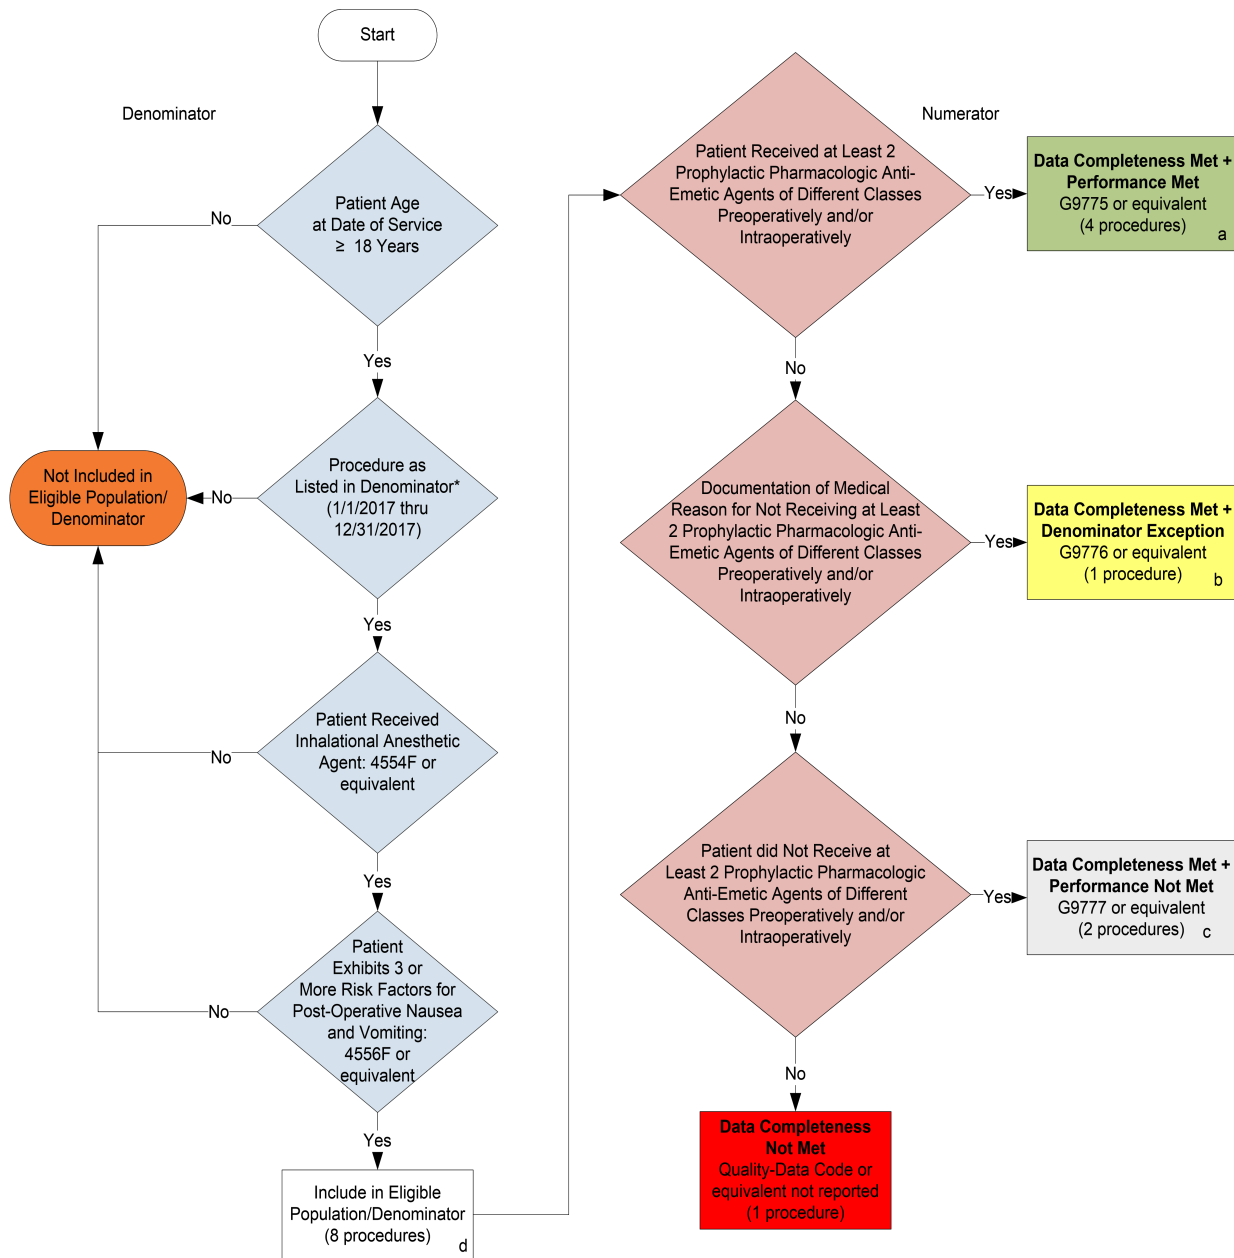 Start
Denominator
Patient Age
at Date of Service
≥ 18 Years
No
Yes
Procedure as
Listed in Denominator*
(1/1/2017 thru
12/31/2017)
No
Not Included in
Eligible Population/
Denominator
Yes
Patient Received
Inhalational Anesthetic
Agent: 4554F or
equivalent
No
Yes
Patient
Exhibits 3 or
More Risk Factors for
Post-Operative Nausea
and Vomiting:
4556F or
equivalent
No
Yes
Include in Eligible
Population/Denominator
(8 procedures)
d
Numerator
Patient Received at Least 2
Prophylactic Pharmacologic Anti-
Emetic Agents of Different Classes
Preoperatively and/or
Intraoperatively
Yes
Data Completeness Met +
Performance Met
G9775 or equivalent
(4 procedures)
a
No
Documentation of Medical
Reason for Not Receiving at Least
2 Prophylactic Pharmacologic Anti-
Emetic Agents of Different Classes
Preoperatively and/or
Intraoperatively
Yes
Data Completeness Met +
Denominator Exception
G9776 or equivalent
(1 procedure)
b
No
Patient did Not Receive at
Least 2 Prophylactic Pharmacologic
Anti-Emetic Agents of Different
Classes Preoperatively and/or
Intraoperatively
Yes
Data Completeness Met +
Performance Not Met
G9777 or equivalent
(2 procedures)
c
No
Data Completeness
Not Met
Quality-Data Code or
equivalent not reported
(1 procedure)